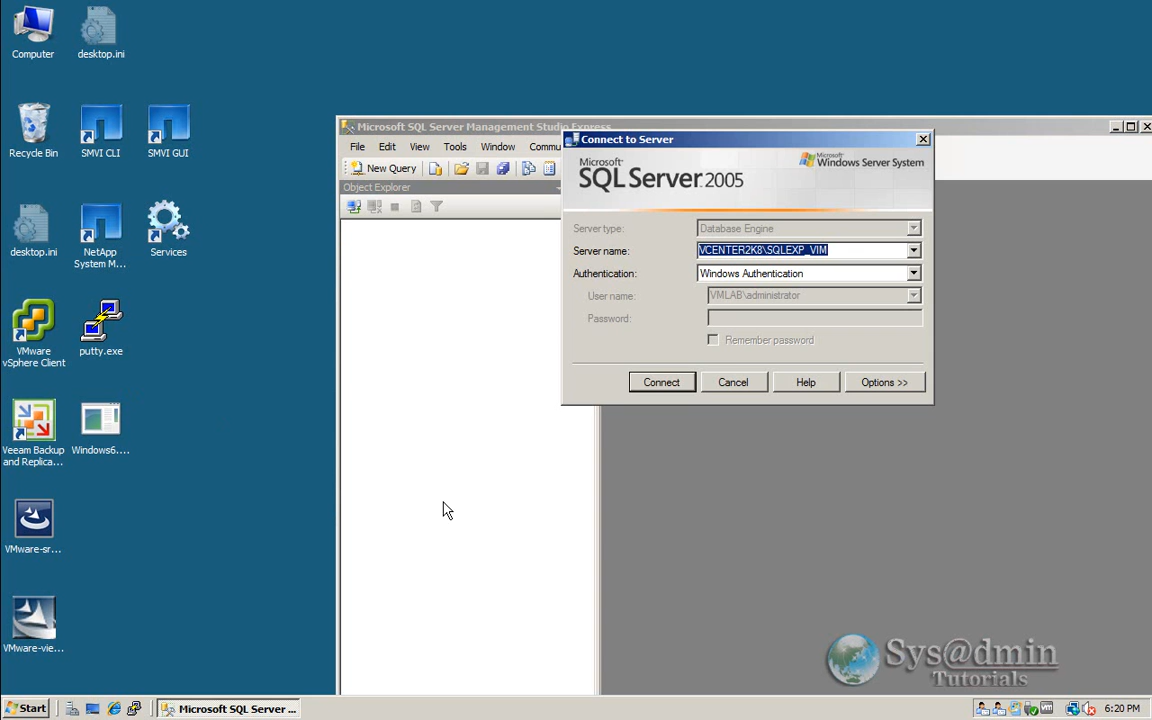 Computer
desktop.ini
Recycle Bin
SMVI CLI
SMVI GUI
desktop.ini
NetApp
System M...
Services
VMware
vSphere Client
putty.exe
Veeam Backup
and Replica...
Windows6....
VMware-sr...
VMware-vie...
Microsoft SQL Server Management Studio Express
File Edit View Tools Window Commu
New Query
Object Explorer
Connect to Server
Microsoft
SQL Server 2005
Microsoft
Windows Server System
Server type: Database Engine
Server name: VCENTER2K8\SQLEXP_VIM
Authentication: Windows Authentication
User name: VMLAB\administrator
Password:
Remember password
Connect Cancel Help Options >>
Sys@dmin
Tutorials
Start
Microsoft SQL Server ...
6:20 PM